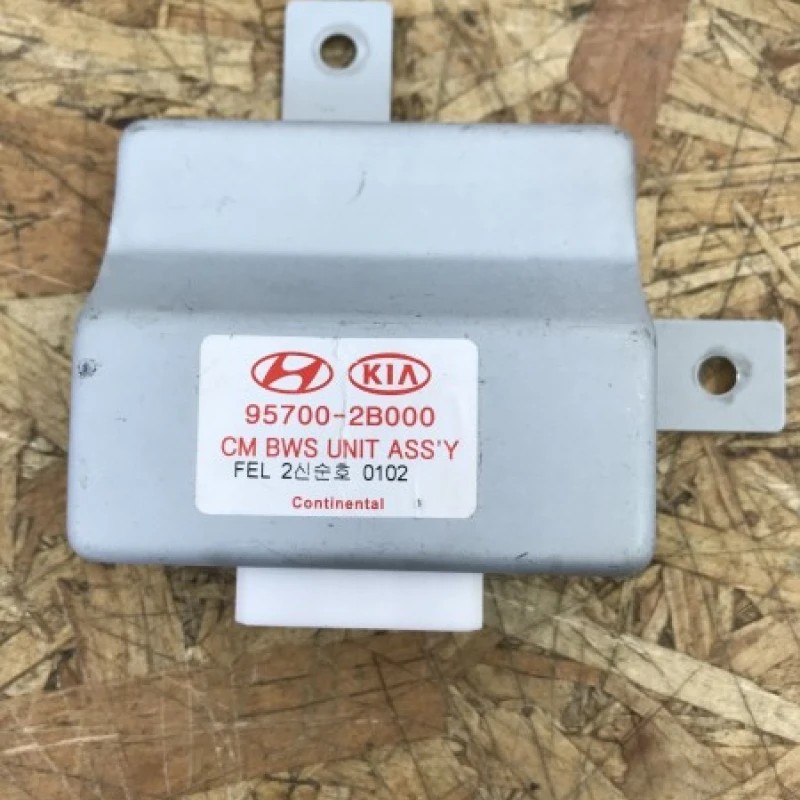 KIA
95700-2B000
CM BWS UNIT ASS'Y
FEL 2신순호 0102
Continental